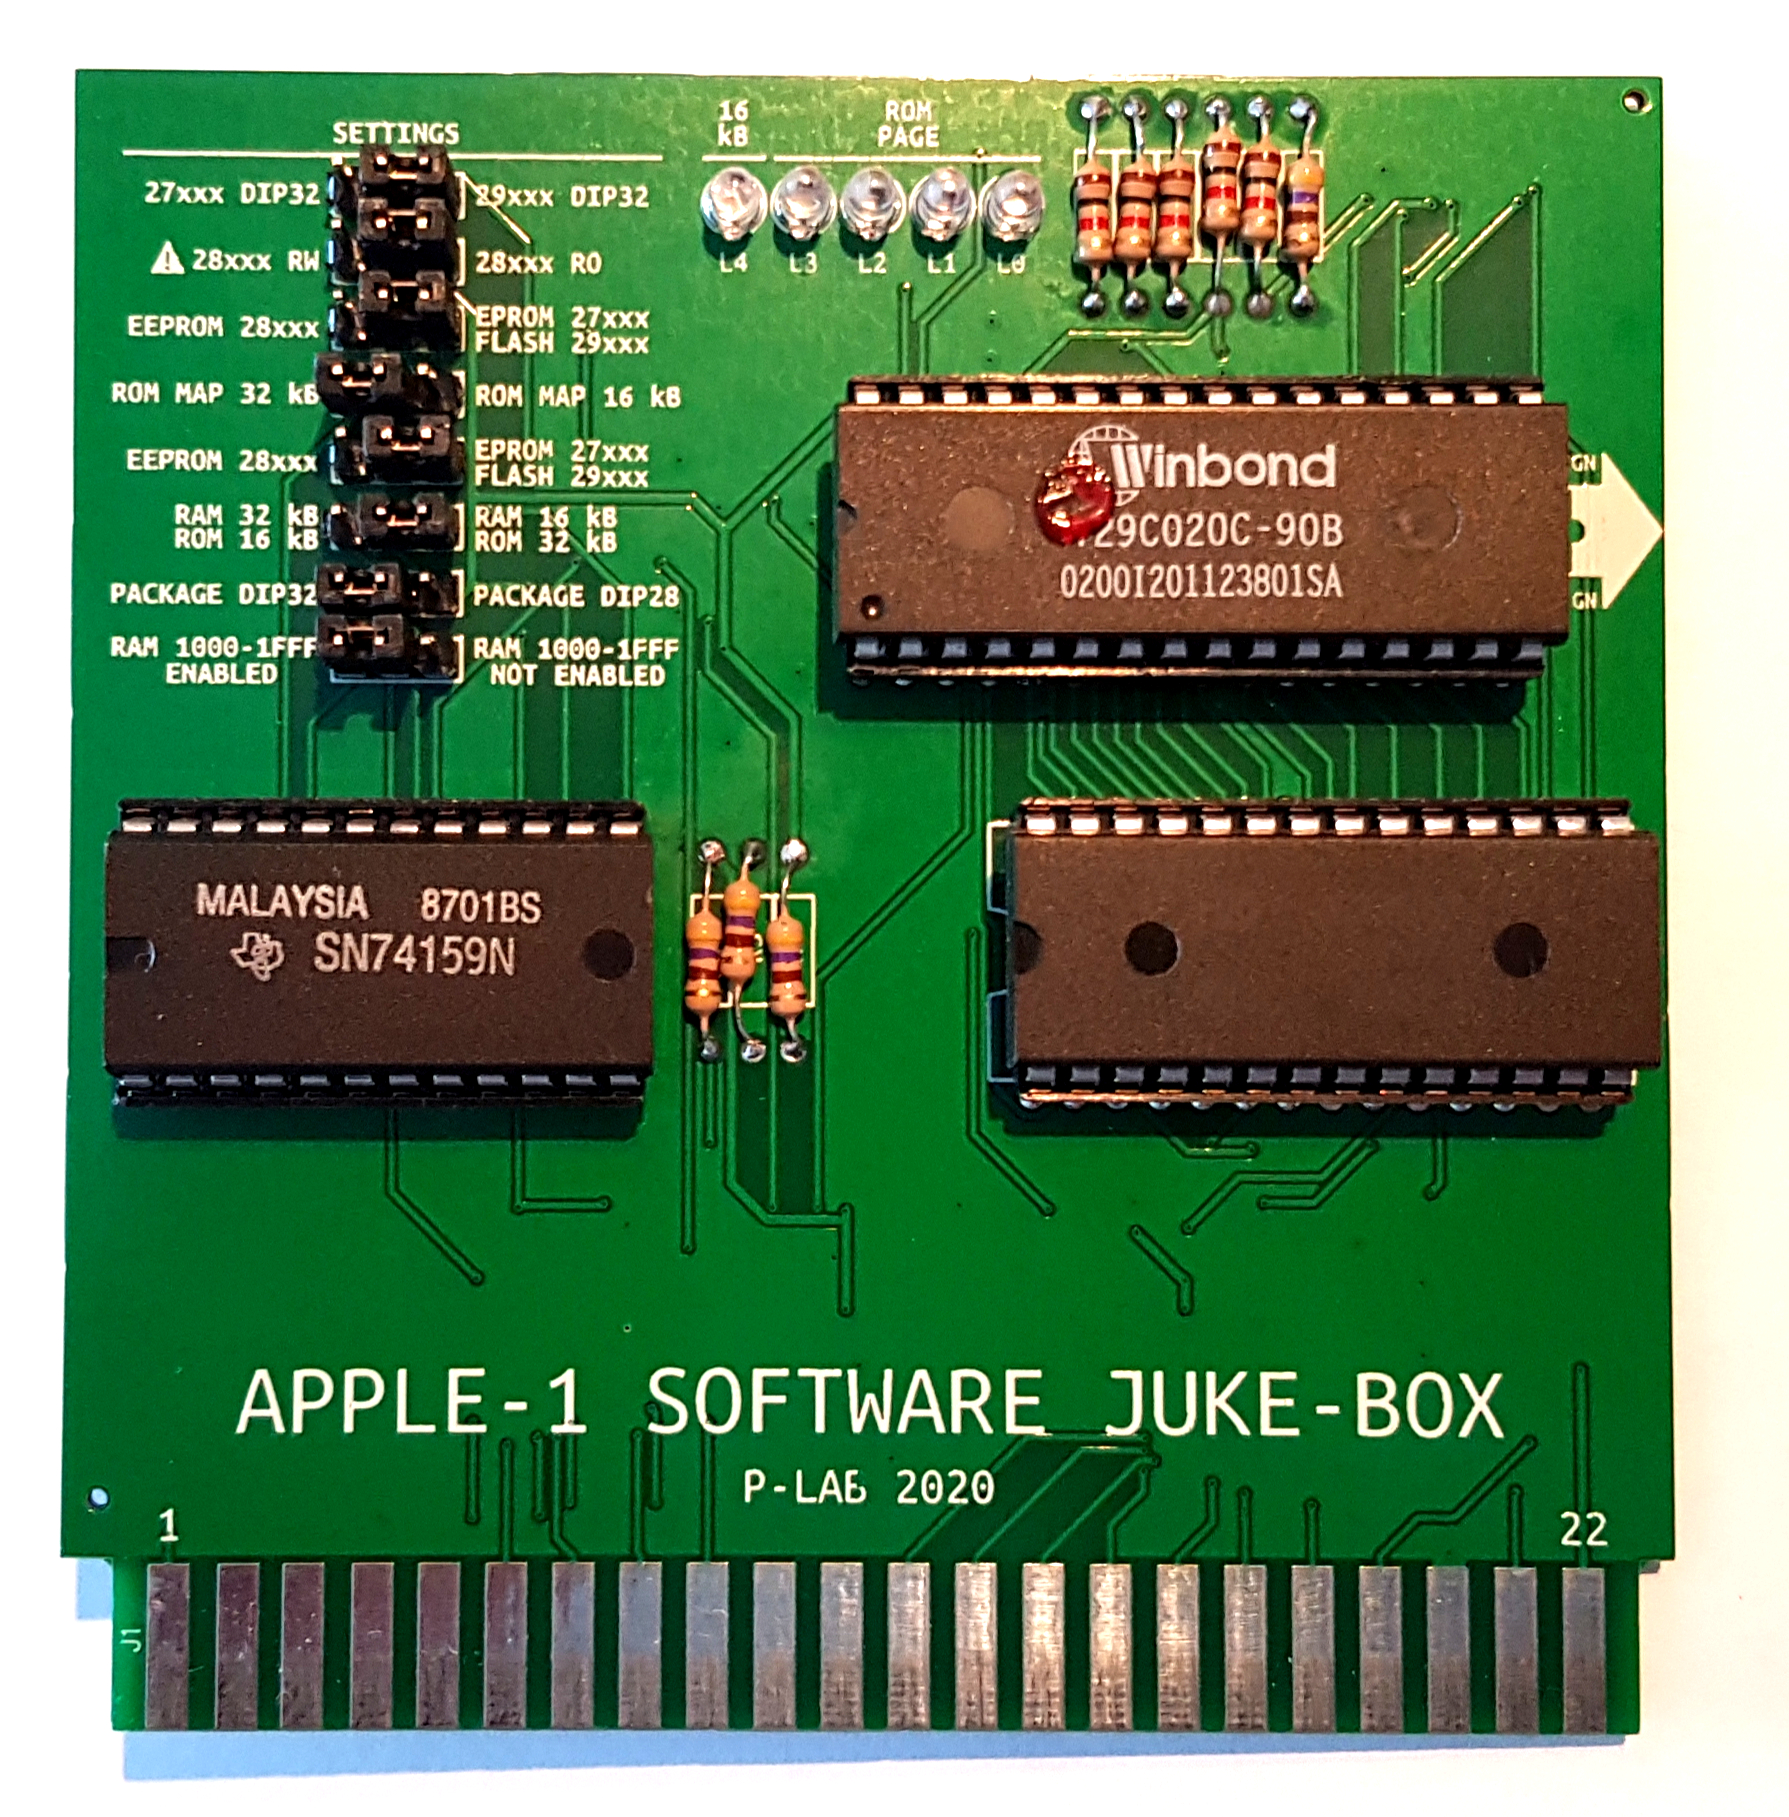 SETTINGS
27xxx DIP32
29xxx DIP32
28xxx RW
28xxx RO
EEPROM 28xxx
EPROM 27xxx
FLASH 29xxx
ROM MAP 32 kB
ROM MAP 16 kB
EEPROM 28xxx
EPROM 27xxx
FLASH 29xxx
RAM 32 kB
ROM 16 kB
RAM 16 kB
ROM 32 kB
PACKAGE DIP32
PACKAGE DIP28
RAM 1000-1FFF
ENABLED
RAM 1000-1FFF
NOT ENABLED
16
kB
ROM
PAGE
L4 L3 L2 L1 L0
Winbond
29C020C-90B
0200I201123801SA
GN
GN
MALAYSIA 8701BS
SN74159N
APPLE-1 SOFTWARE JUKE-BOX
P-LAB 2020
1
22
J1